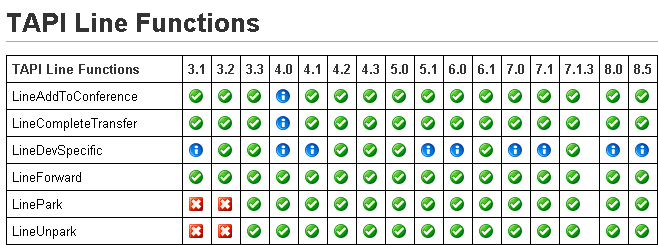 TAPI Line Functions
TAPI Line Functions 3.1 3.2 3.3 4.0 4.1 4.2 4.3 5.0 5.1 6.0 6.1 7.0 7.1 7.1.3 8.0 8.5
LineAddToConference
LineCompleteTransfer
LineDevSpecific
LineForward
LinePark
LineUnpark